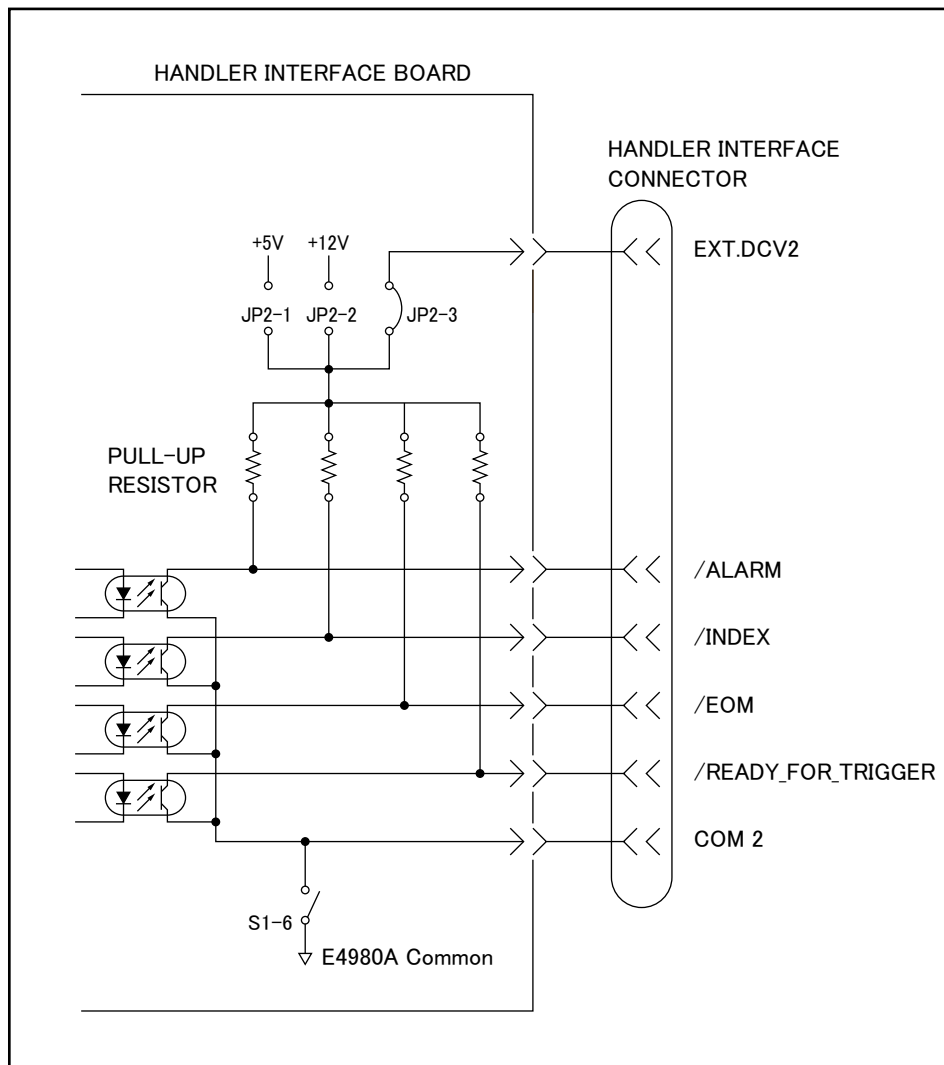 HANDLER INTERFACE BOARD
HANDLER INTERFACE
CONNECTOR
+5V
+12V
EXT.DCV2
JP2-1
JP2-2
JP2-3
PULL-UP
RESISTOR
/ALARM
/INDEX
/EOM
/READY_FOR_TRIGGER
COM 2
S1-6
E4980A Common